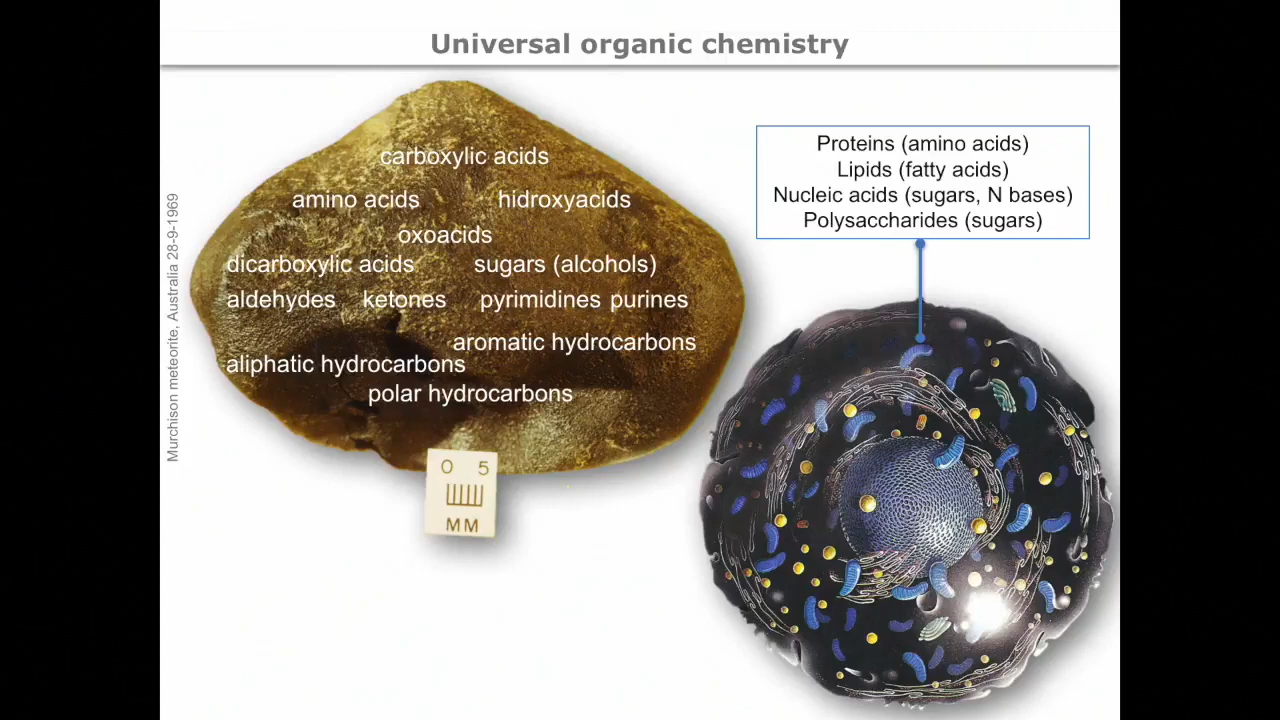 Universal organic chemistry
Murchison meteorite, Australia 28-9-1969
carboxylic acids
amino acids hidroxyacids
oxoacids
dicarboxylic acids sugars (alcohols)
aldehydes ketones pyrimidines purines
aromatic hydrocarbons
aliphatic hydrocarbons
polar hydrocarbons
0 5
MM
Proteins (amino acids)
Lipids (fatty acids)
Nucleic acids (sugars, N bases)
Polysaccharides (sugars)